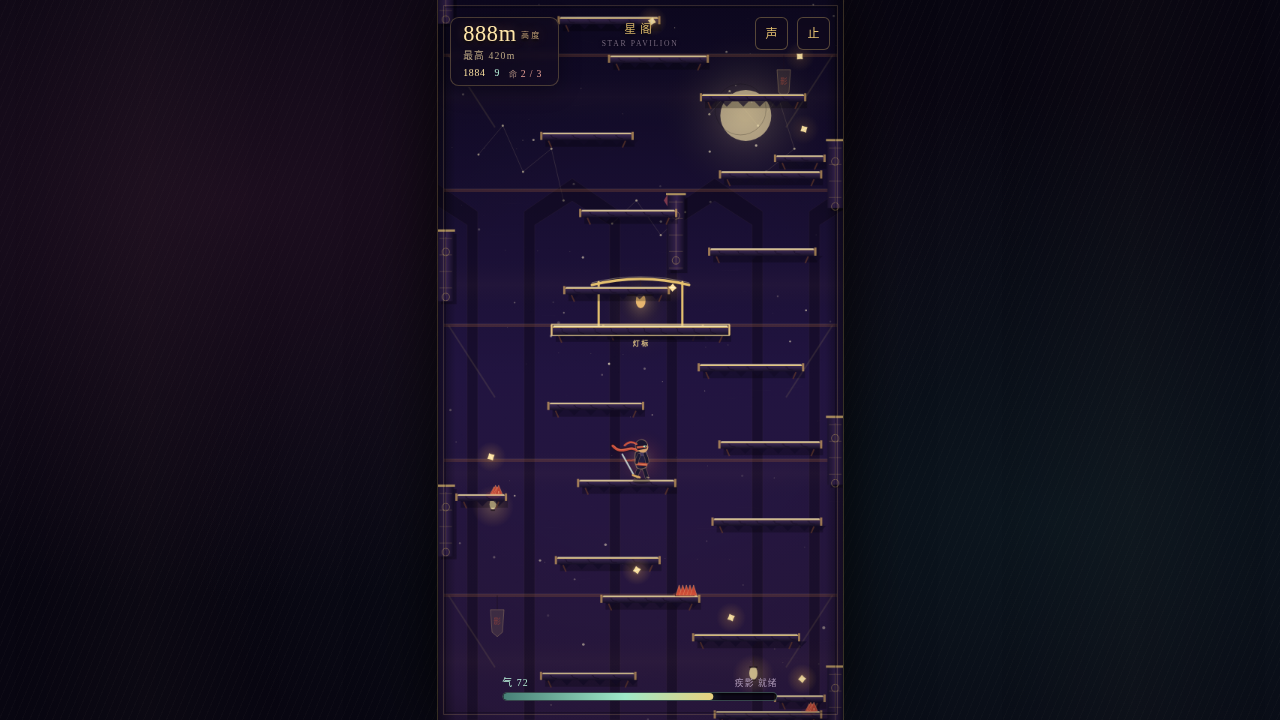 888m 高度
最高 420m
1884 9 命 2 / 3
星阁
STAR PAVILION
声
止
灯标
气 72
疾影 就绪